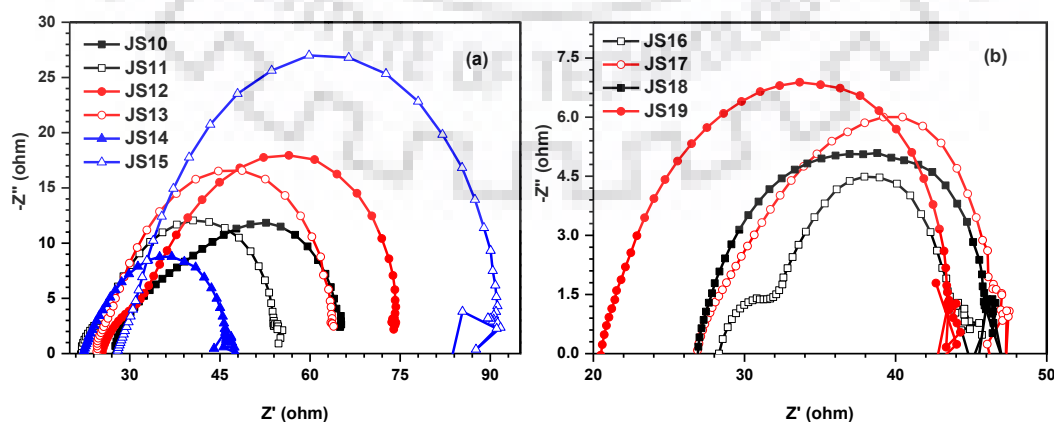 (a)
JS10
JS11
JS12
JS13
JS14
JS15
-Z'' (ohm)
30
25
20
15
10
5
0
30 45 60 75 90
Z' (ohm)
(b)
JS16
JS17
JS18
JS19
-Z'' (ohm)
7.5
6.0
4.5
3.0
1.5
0.0
20 30 40 50
Z' (ohm)